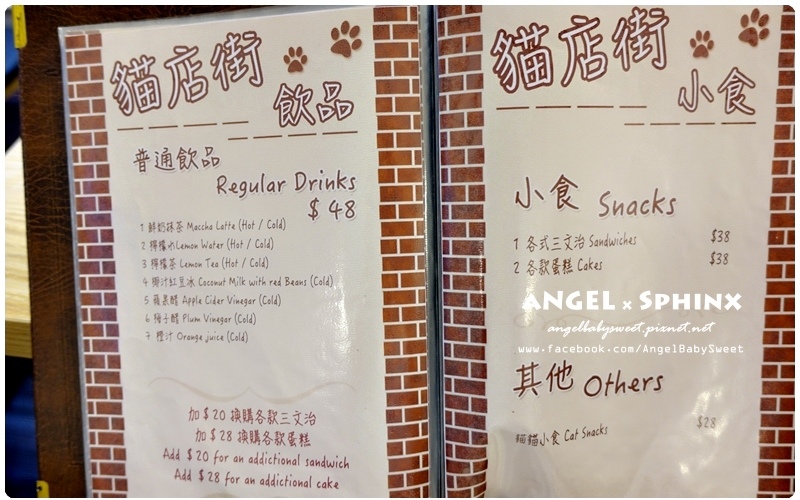 貓店街
飲品
普通飲品
Regular Drinks
$ 48
1 鮮奶抹茶 Maccha Latte (Hot / Cold)
2 檸檬水 Lemon Water (Hot / Cold)
3 檸檬茶 Lemon Tea (Hot / Cold)
4 椰汁紅豆冰 Coconut Milk with red Beans (Cold)
5 蘋果醋 Apple Cider Vinegar (Cold)
6 梅子醋 Plum Vinegar (Cold)
7 橙汁 Orange juice (Cold)
加 $ 20 換購各款三文治
加 $ 28 換購各款蛋糕
Add $ 20 for an addictional sandwich
Add $ 28 for an addictional cake
貓店街
小食
小食 Snacks
1 各式三文治 Sandwiches $38
2 各款蛋糕 Cakes $38
ANGEL x SPHINX
angelbabysweet.pixnet.net
www.facebook.com/AngelBabySweet
其他 Others
$28
貓貓小食 Cat Snacks